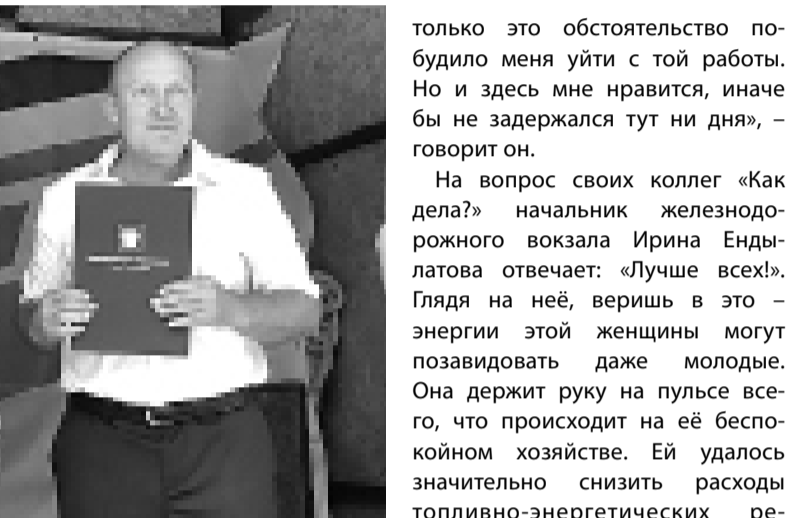 только это обстоятельство по-
будило меня уйти с той работы.
Но и здесь мне нравится, иначе
бы не задержался тут ни дня», –
говорит он.
На вопрос своих коллег «Как
дела?» начальник железнодо-
рожного вокзала Ирина Енды-
латова отвечает: «Лучше всех!».
Глядя на неё, веришь в это –
энергии этой женщины могут
позавидовать даже молодые.
Она держит руку на пульсе все-
го, что происходит на её беспо-
койном хозяйстве. Ей удалось
значительно снизить расходы
топливно-энергетических ре-